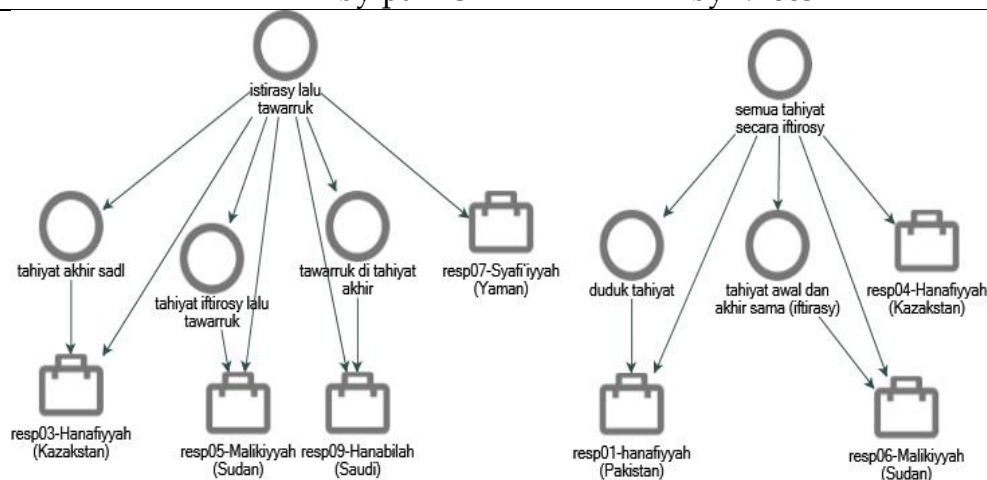 istirasy lalu
tawarruk
semua tahiyat
secara iftirosy
tahiyat akhir sadl
tahiyat iftirosy lalu
tawarruk
tawarruk di tahiyat
akhir
resp07-Syafi'iyyah
(Yaman)
duduk tahiyat
tahiyat awal dan
akhir sama (iftirasy)
resp04-Hanafiyyah
(Kazakstan)
resp03-Hanafiyyah
(Kazakstan)
resp05-Malikiyyah
(Sudan)
resp09-Hanabilah
(Saudi)
resp01-hanafiyyah
(Pakistan)
resp06-Malikiyyah
(Sudan)